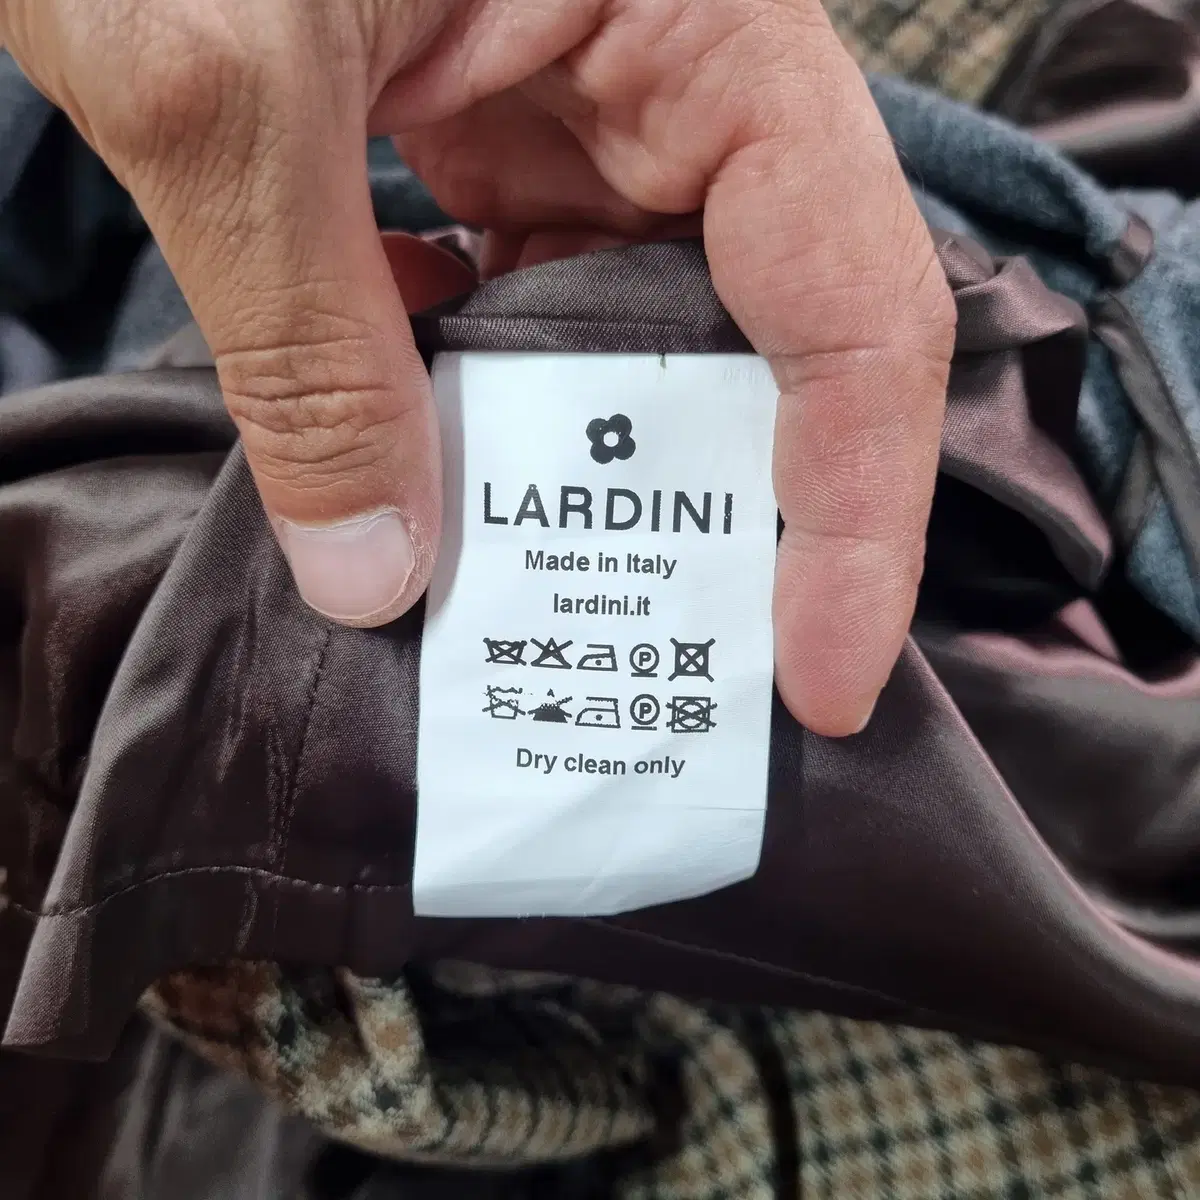 LARDINI
Made in Italy
lardini.it
P
P
Dry clean only